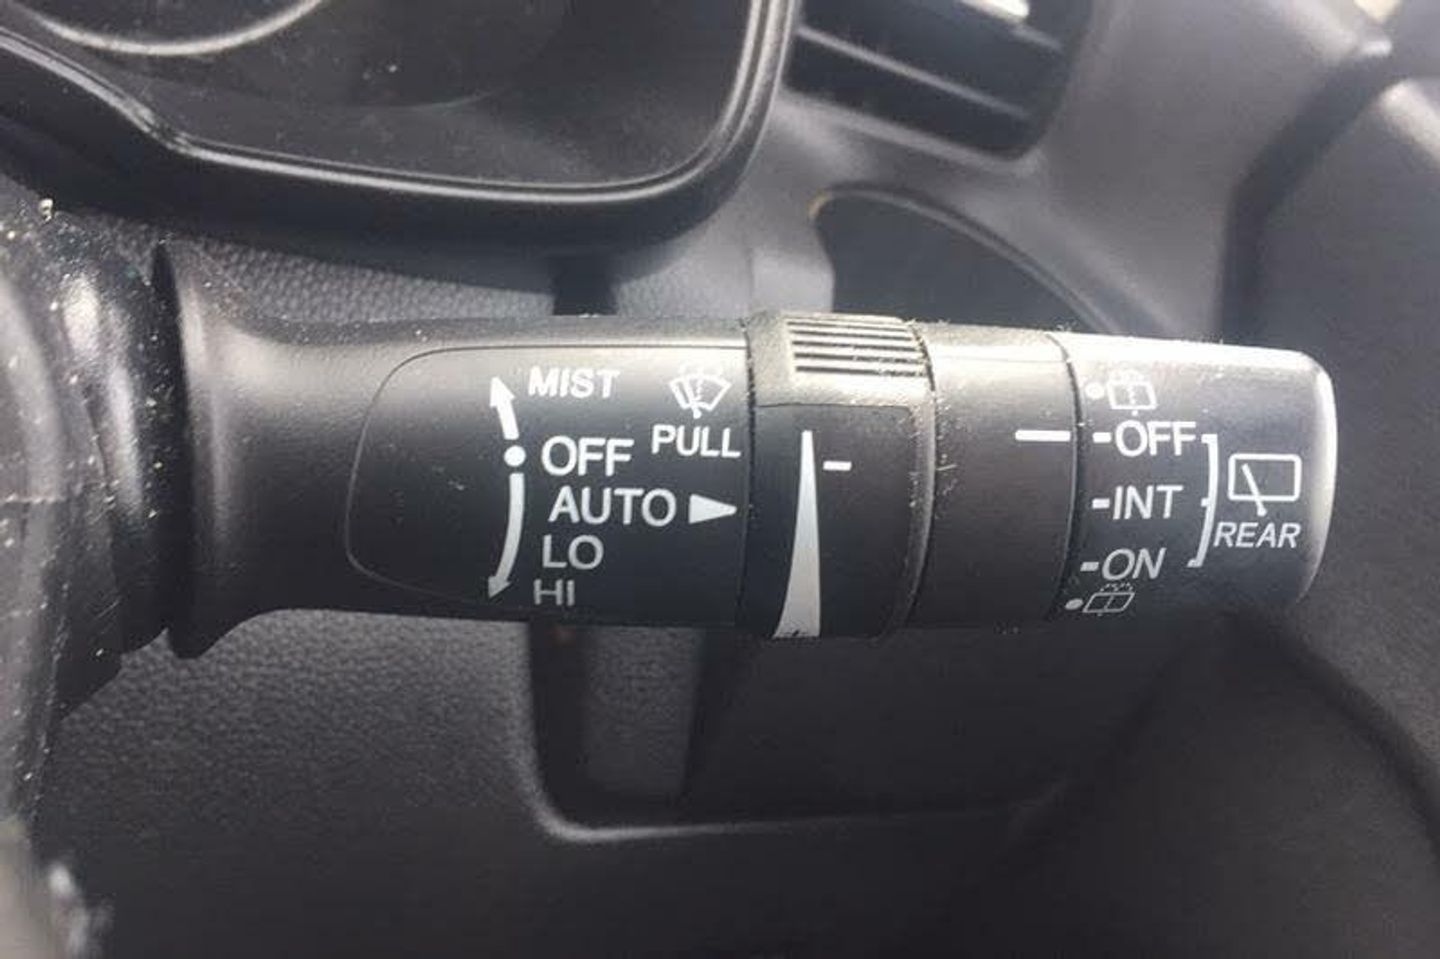 MIST
OFF PULL
AUTO
LO
HI
OFF
INT
ON
REAR